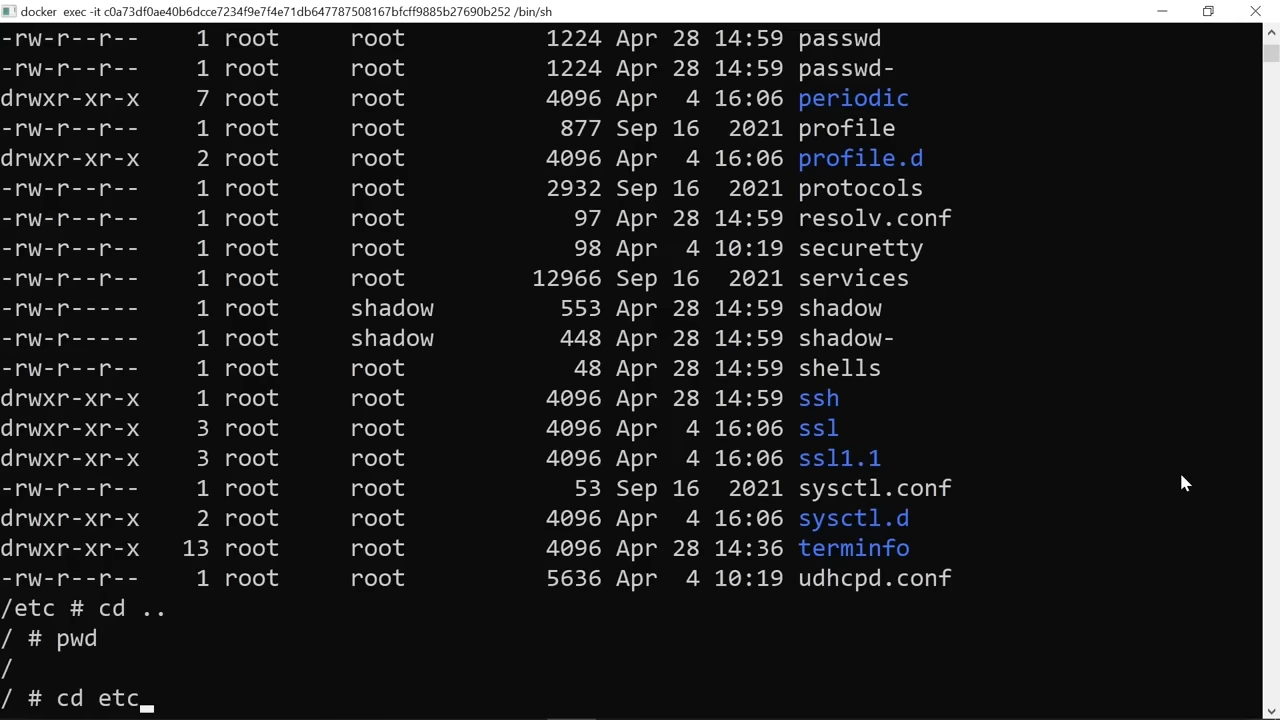 docker exec -it c0a73df0ae40b6dcce7234f9e7f4e71db647787508167bfcff9885b27690b252 /bin/sh
-rw-r--r-- 1 root root 1224 Apr 28 14:59 passwd
-rw-r--r-- 1 root root 1224 Apr 28 14:59 passwd-
drwxr-xr-x 7 root root 4096 Apr 4 16:06 periodic
-rw-r--r-- 1 root root 877 Sep 16 2021 profile
drwxr-xr-x 2 root root 4096 Apr 4 16:06 profile.d
-rw-r--r-- 1 root root 2932 Sep 16 2021 protocols
-rw-r--r-- 1 root root 97 Apr 28 14:59 resolv.conf
-rw-r--r-- 1 root root 98 Apr 4 10:19 securetty
-rw-r--r-- 1 root root 12966 Sep 16 2021 services
-rw-r----- 1 root shadow 553 Apr 28 14:59 shadow
-rw-r----- 1 root shadow 448 Apr 28 14:59 shadow-
-rw-r--r-- 1 root root 48 Apr 28 14:59 shells
drwxr-xr-x 1 root root 4096 Apr 28 14:59 ssh
drwxr-xr-x 3 root root 4096 Apr 4 16:06 ssl
drwxr-xr-x 3 root root 4096 Apr 4 16:06 ssl1.1
-rw-r--r-- 1 root root 53 Sep 16 2021 sysctl.conf
drwxr-xr-x 2 root root 4096 Apr 4 16:06 sysctl.d
drwxr-xr-x 13 root root 4096 Apr 28 14:36 terminfo
-rw-r--r-- 1 root root 5636 Apr 4 10:19 udhcpd.conf
/etc # cd ..
/ # pwd
/
/ # cd etc